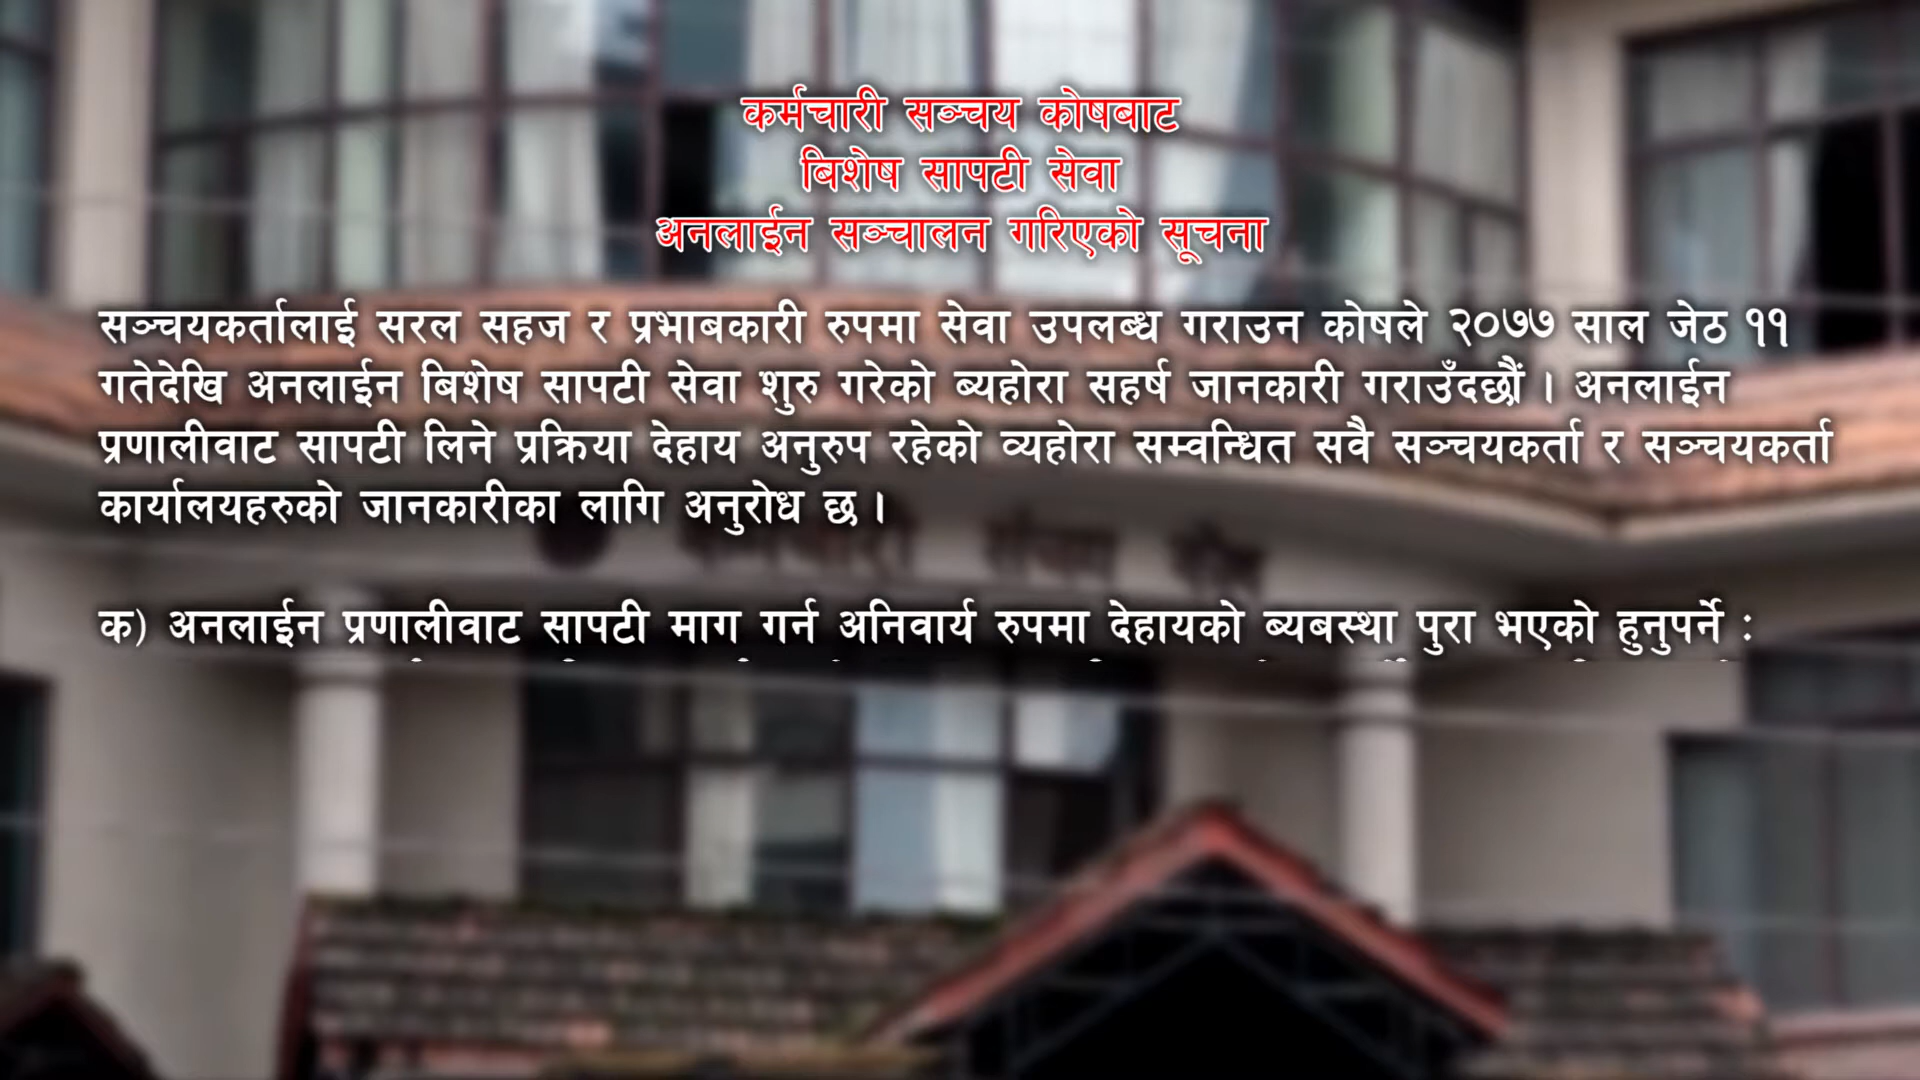 कर्मचारी सञ्चय कोषबाट
बिशेष सापटी सेवा
अनलाईन सञ्चालन गरिएको सूचना
सञ्चयकर्तालाई सरल सहज र प्रभाबकारी रुपमा सेवा उपलब्ध गराउन कोषले २०७७ साल जेठ ११
गतेदेखि अनलाईन बिशेष सापटी सेवा शुरु गरेको ब्यहोरा सहर्ष जानकारी गराउँदछौं । अनलाईन
प्रणालीवाट सापटी लिने प्रक्रिया देहाय अनुरुप रहेको व्यहोरा सम्वन्धित सवै सञ्चयकर्ता र सञ्चयकर्ता
कार्यालयहरुको जानकारीका लागि अनुरोध छ ।
क) अनलाईन प्रणालीवाट सापटी माग गर्न अनिवार्य रुपमा देहायको ब्यबस्था पुरा भएको हुनुपर्ने :